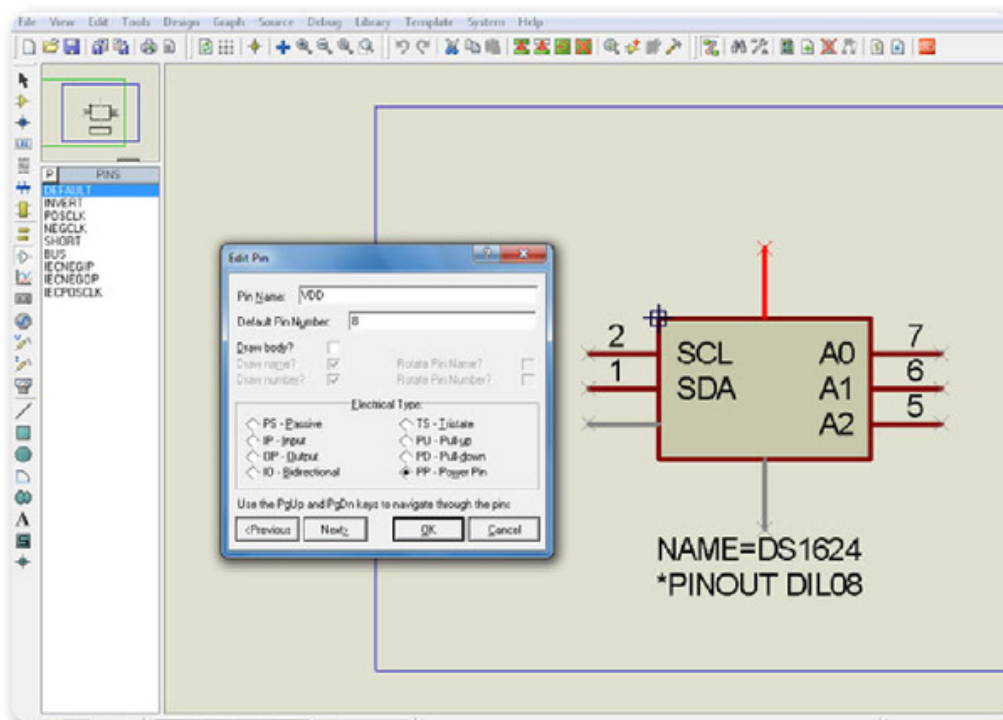 File View Edit Tools Design Graph Source Debug Library Template System Help
P PINS
DEFAULT
INVERT
POSCLK
NEGCLK
SHORT
BUS
IECNEGIP
IECNEGOP
IECPOSCLK
Edit Pin
Pin Name: VDD
Default Pin Number: 8
Draw body?
Draw name? Rotate Pin Name?
Draw number? Rotate Pin Number?
Electrical Type:
PS - Passive TS - Tristate
IP - Input PU - Pull-up
OP - Output PD - Pull-down
IO - Bidirectional PP - Power Pin
Use the PgUp and PgDn keys to navigate through the pins
<Previous Next> OK Cancel
2 SCL A0 7
1 SDA A1 6
A2 5
NAME=DS1624
*PINOUT DIL08